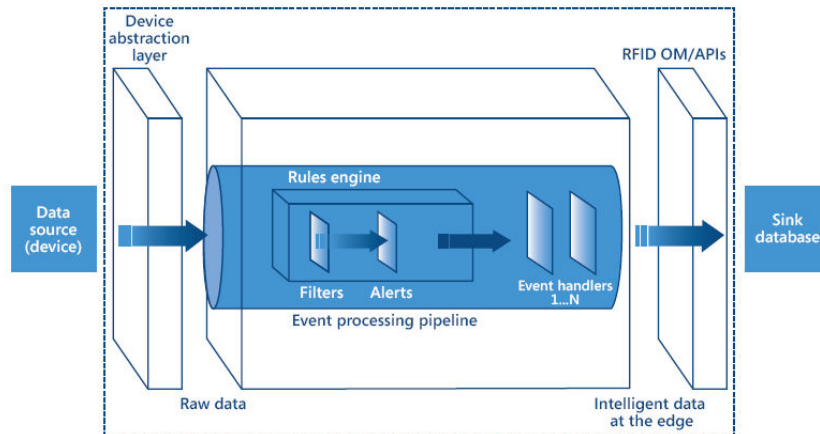 Device
abstraction
layer
RFID OM/APIs
Rules engine
Data
source
(device)
Sink
database
Filters
Alerts
Event handlers
1...N
Event processing pipeline
Raw data
Intelligent data
at the edge